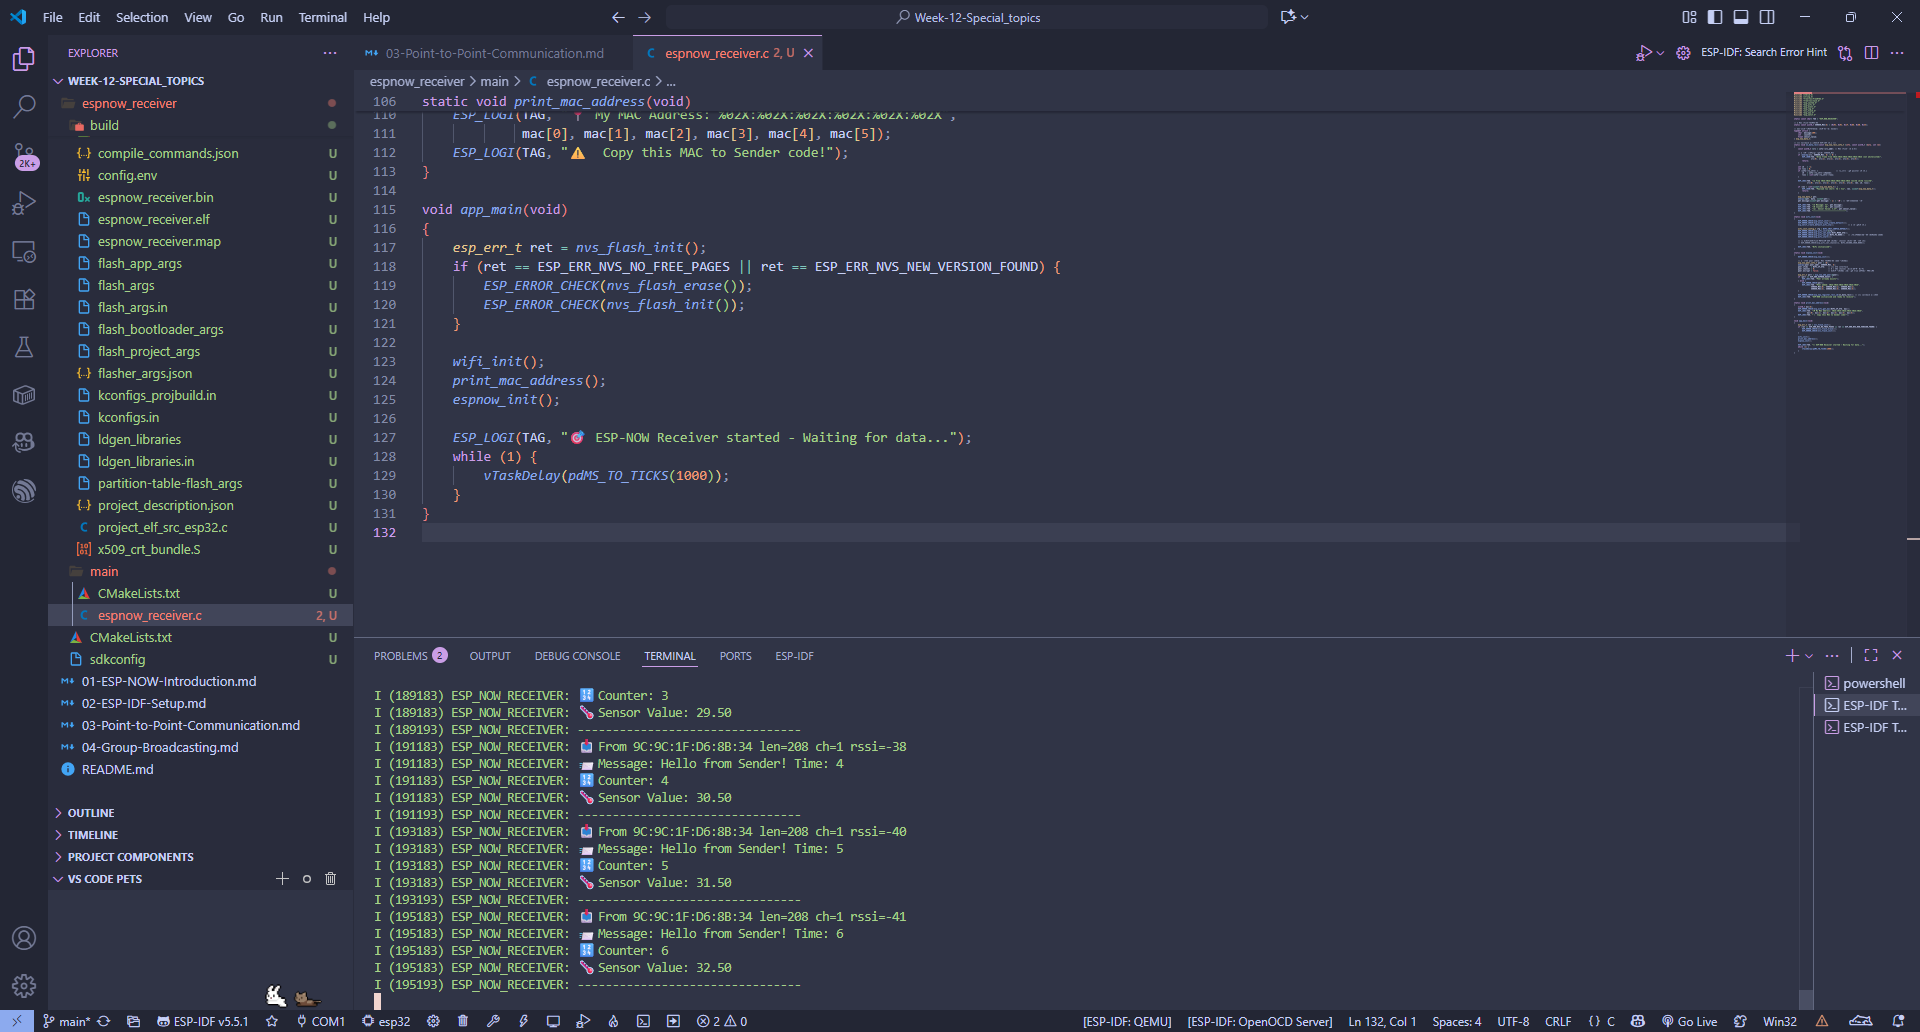 File Edit Selection View Go Run Terminal Help
Week-12-Special_topics
EXPLORER
WEEK-12-SPECIAL_TOPICS
espnow_receiver
build
compile_commands.json U
config.env U
espnow_receiver.bin U
espnow_receiver.elf U
espnow_receiver.map U
flash_app_args U
flash_args U
flash_args.in U
flash_bootloader_args U
flash_project_args U
flasher_args.json U
kconfigs_projbuild.in U
kconfigs.in U
ldgen_libraries U
ldgen_libraries.in U
partition-table-flash_args U
project_description.json U
project_elf_src_esp32.c U
x509_crt_bundle.S U
main
CMakeLists.txt U
espnow_receiver.c 2, U
CMakeLists.txt U
sdkconfig U
01-ESP-NOW-Introduction.md
02-ESP-IDF-Setup.md
03-Point-to-Point-Communication.md
04-Group-Broadcasting.md
README.md
OUTLINE
TIMELINE
PROJECT COMPONENTS
VS CODE PETS
2K+
03-Point-to-Point-Communication.md
espnow_receiver.c 2, U
ESP-IDF: Search Error Hint
espnow_receiver > main > C espnow_receiver.c > ...
106 static void print_mac_address(void)
110 ESP_LOGI(TAG, "📍 My MAC Address: %02X:%02X:%02X:%02X:%02X:%02X",
111 mac[0], mac[1], mac[2], mac[3], mac[4], mac[5]);
112 ESP_LOGI(TAG, "⚠️  Copy this MAC to Sender code!");
113 }
114
115 void app_main(void)
116 {
117 esp_err_t ret = nvs_flash_init();
118 if (ret == ESP_ERR_NVS_NO_FREE_PAGES || ret == ESP_ERR_NVS_NEW_VERSION_FOUND) {
119 ESP_ERROR_CHECK(nvs_flash_erase());
120 ESP_ERROR_CHECK(nvs_flash_init());
121 }
122
123 wifi_init();
124 print_mac_address();
125 espnow_init();
126
127 ESP_LOGI(TAG, "🎯 ESP-NOW Receiver started - Waiting for data...");
128 while (1) {
129 vTaskDelay(pdMS_TO_TICKS(1000));
130 }
131 }
132
PROBLEMS 2 OUTPUT DEBUG CONSOLE TERMINAL PORTS ESP-IDF
I (189183) ESP_NOW_RECEIVER: 🔢 Counter: 3
I (189183) ESP_NOW_RECEIVER: 🌡️ Sensor Value: 29.50
I (189193) ESP_NOW_RECEIVER: --------------------------------
I (191183) ESP_NOW_RECEIVER: 📥 From 9C:9C:1F:D6:8B:34 len=208 ch=1 rssi=-38
I (191183) ESP_NOW_RECEIVER: 📨 Message: Hello from Sender! Time: 4
I (191183) ESP_NOW_RECEIVER: 🔢 Counter: 4
I (191183) ESP_NOW_RECEIVER: 🌡️ Sensor Value: 30.50
I (191193) ESP_NOW_RECEIVER: --------------------------------
I (193183) ESP_NOW_RECEIVER: 📥 From 9C:9C:1F:D6:8B:34 len=208 ch=1 rssi=-40
I (193183) ESP_NOW_RECEIVER: 📨 Message: Hello from Sender! Time: 5
I (193183) ESP_NOW_RECEIVER: 🔢 Counter: 5
I (193183) ESP_NOW_RECEIVER: 🌡️ Sensor Value: 31.50
I (193193) ESP_NOW_RECEIVER: --------------------------------
I (195183) ESP_NOW_RECEIVER: 📥 From 9C:9C:1F:D6:8B:34 len=208 ch=1 rssi=-41
I (195183) ESP_NOW_RECEIVER: 📨 Message: Hello from Sender! Time: 6
I (195183) ESP_NOW_RECEIVER: 🔢 Counter: 6
I (195183) ESP_NOW_RECEIVER: 🌡️ Sensor Value: 32.50
I (195193) ESP_NOW_RECEIVER: --------------------------------
powershell
ESP-IDF T...
ESP-IDF T...
main* ESP-IDF v5.5.1 COM1 esp32 2 0 [ESP-IDF: QEMU] [ESP-IDF: OpenOCD Server] Ln 132, Col 1 Spaces: 4 UTF-8 CRLF { } C Go Live Win32